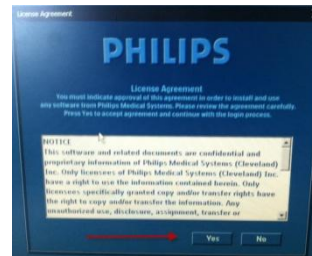 License Agreement
PHILIPS
License Agreement
You must indicate approval of this agreement in order to install and use
any software from Philips Medical Systems. Please review the agreement carefully.
Press Yes to accept agreement and continue with the login process.
NOTICE
This software and related documents are confidential and
proprietary information of Philips Medical Systems (Cleveland)
Inc. Only licensees of Philips Medical Systems (Cleveland) Inc.
have a right to use the information contained herein. Only
licensees specifically granted copy and/or transfer rights have
the right to copy and/or transfer the information. Any
unauthorized use, disclosure, assignment, transfer or
Yes No